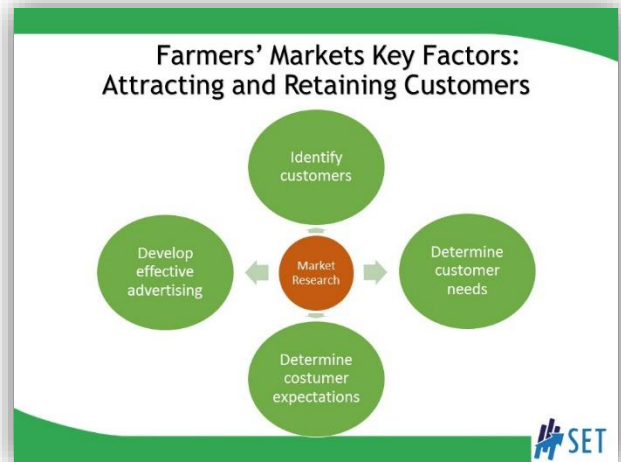 Farmers’ Markets Key Factors:
Attracting and Retaining Customers
Identify
customers
Develop
effective
advertising
Market
Research
Determine
customer
needs
Determine
costumer
expectations
SET